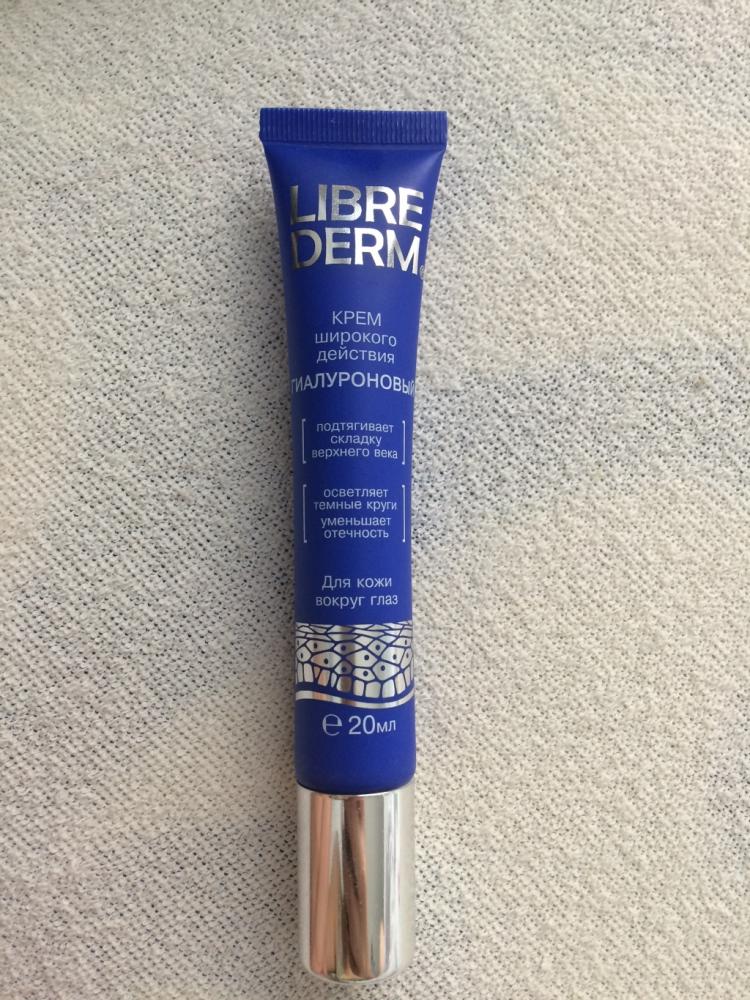 LIBRE
DERM®
КРЕМ
широкого
действия
ГИАЛУРОНОВЫЙ
подтягивает
складку
верхнего века
осветляет
темные круги
уменьшает
отечность
Для кожи
вокруг глаз
℮ 20мл